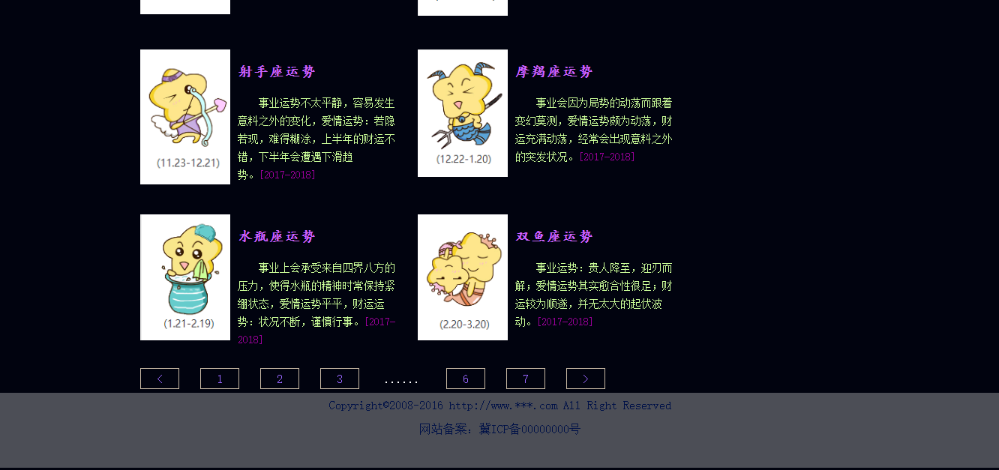 射手座运势
事业运势不太平静，容易发生
意料之外的变化，爱情运势：若隐
若现，难得糊涂，上半年的财运不
错，下半年会遭遇下滑趋
势。[2017-2018]
(11.23-12.21)
摩羯座运势
事业会因为局势的动荡而跟着
变幻莫测，爱情运势颇为动荡，财
运充满动荡，经常会出现意料之外
的突发状况。[2017-2018]
(12.22-1.20)
水瓶座运势
事业上会承受来自四界八方的
压力，使得水瓶的精神时常保持紧
绷状态，爱情运势平平，财运运
势：状况不断，谨慎行事。[2017-
2018]
(1.21-2.19)
双鱼座运势
事业运势：贵人降至，迎刃而
解；爱情运势其实愈合性很足；财
运较为顺遂，并无太大的起伏波
动。[2017-2018]
(2.20-3.20)
< 1 2 3 ...... 6 7 >
Copyright©2008-2016 http://www.***.com All Right Reserved
网站备案：冀ICP备00000000号